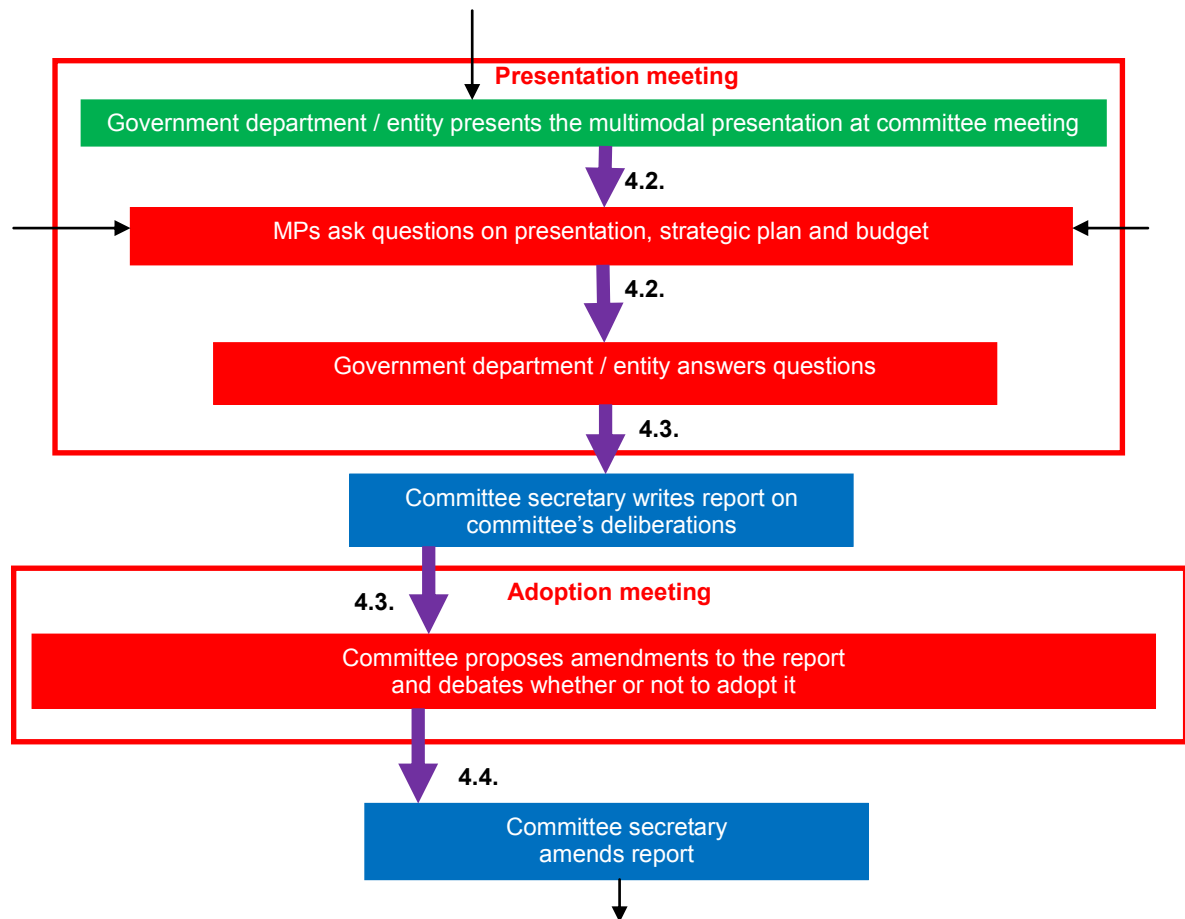 Presentation meeting
Government department / entity presents the multimodal presentation at committee meeting
4.2.
MPs ask questions on presentation, strategic plan and budget
4.2.
Government department / entity answers questions
4.3.
Committee secretary writes report on
committee’s deliberations
Adoption meeting
4.3.
Committee proposes amendments to the report
and debates whether or not to adopt it
4.4.
Committee secretary
amends report